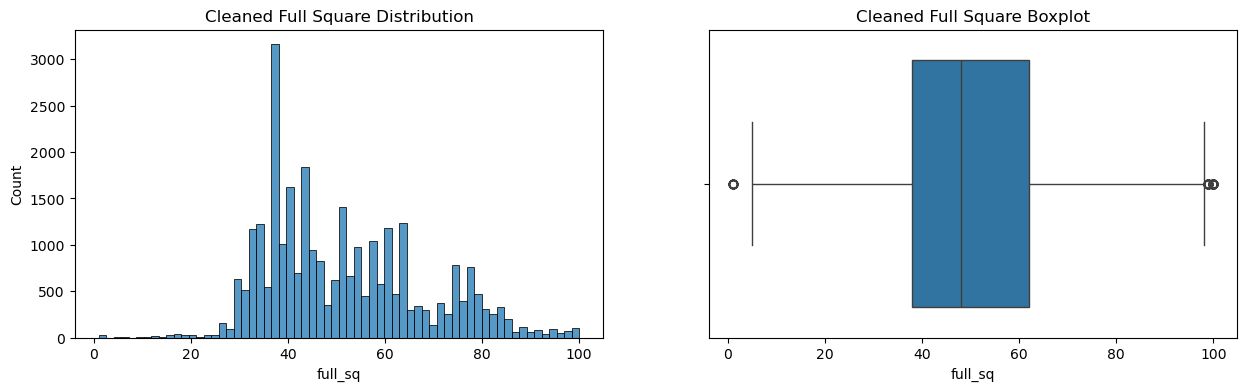 Cleaned Full Square Distribution
3000
2500
2000
1500
1000
500
0
Count
0 20 40 60 80 100
full_sq
Cleaned Full Square Boxplot
0 20 40 60 80 100
full_sq